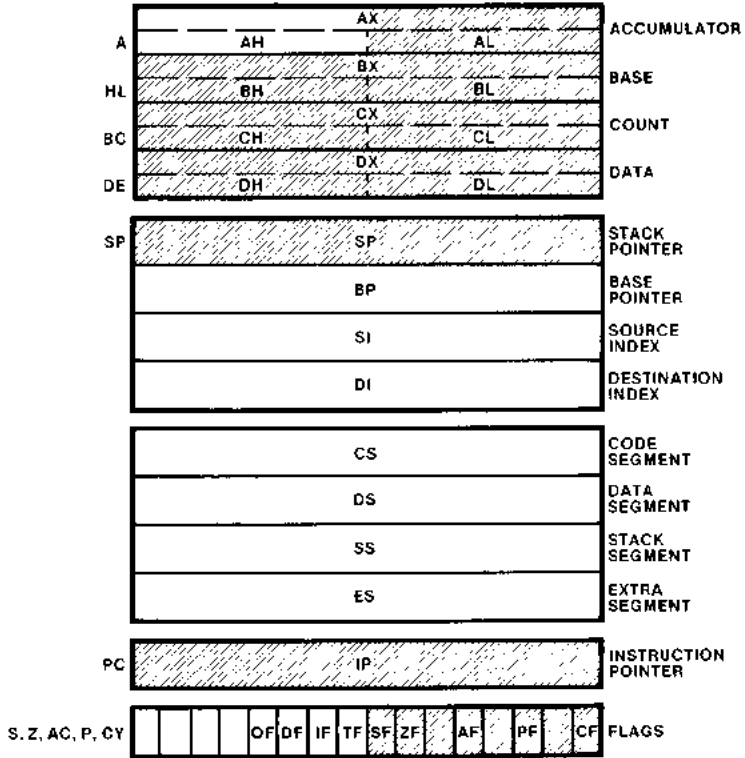 AX
ACCUMULATOR
A AH AL
BX
BASE
HL BH BL
CX
COUNT
BC CH CL
DX
DATA
DE DH DL
SP SP STACK
POINTER
BP BASE
POINTER
SI SOURCE
INDEX
DI DESTINATION
INDEX
CS CODE
SEGMENT
DS DATA
SEGMENT
SS STACK
SEGMENT
ES EXTRA
SEGMENT
PC IP INSTRUCTION
POINTER
S, Z, AC, P, CY OF DF IF TF SF ZF AF PF CF FLAGS